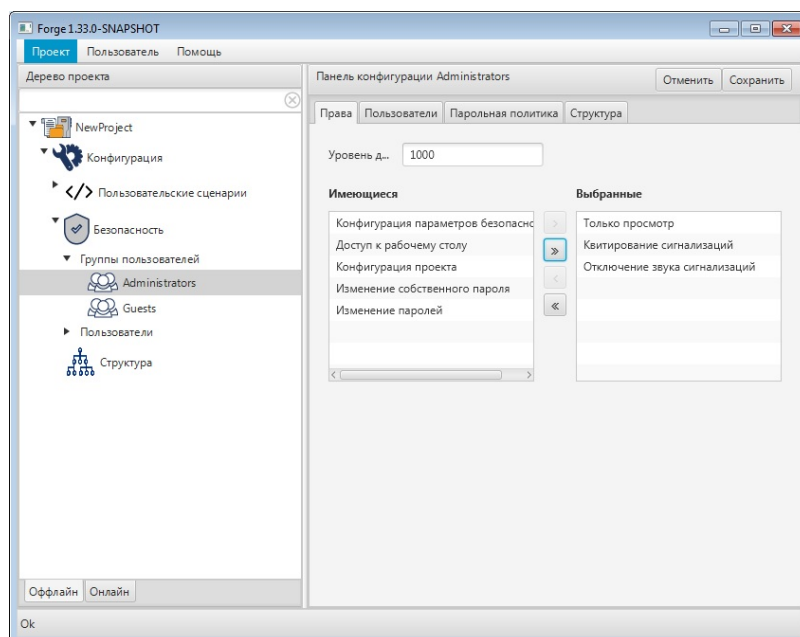 Forge 1.33.0-SNAPSHOT
Проект Пользователь Помощь
Дерево проекта
NewProject
Конфигурация
Пользовательские сценарии
Безопасность
Группы пользователей
Administrators
Guests
Пользователи
Структура
Оффлайн Онлайн
Панель конфигурации Administrators
Отменить Сохранить
Права Пользователи Парольная политика Структура
Уровень д... 1000
Имеющиеся
Конфигурация параметров безопасно
Доступ к рабочему столу
Конфигурация проекта
Изменение собственного пароля
Изменение паролей
> 
»
<
«
Выбранные
Только просмотр
Квитирование сигнализаций
Отключение звука сигнализаций
Ok